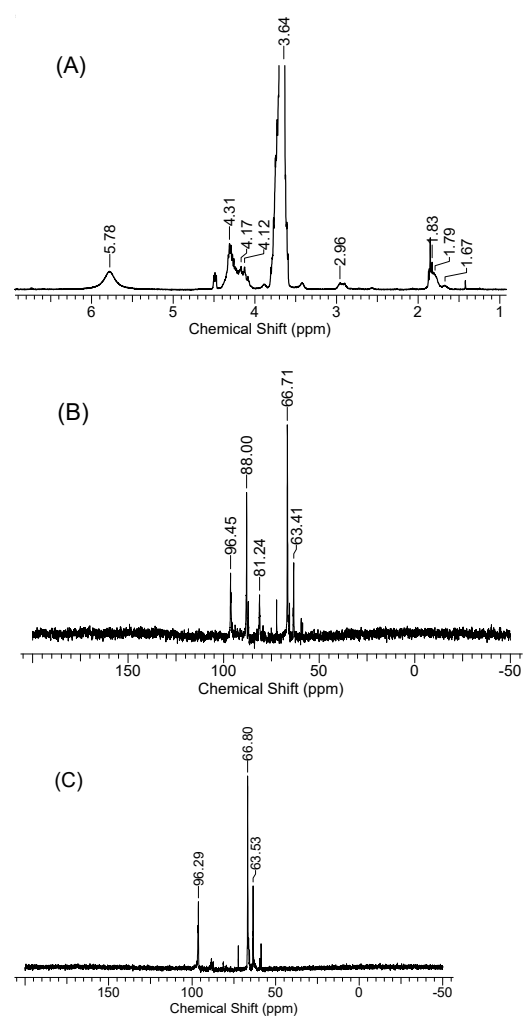 (A)
3.64
5.78
4.31
4.17
4.12
2.96
1.83
1.79
1.67
6 5 4 3 2 1
Chemical Shift (ppm)
(B)
96.45
88.00
81.24
66.71
63.41
150 100 50 0 -50
Chemical Shift (ppm)
(C)
96.29
66.80
63.53
150 100 50 0 -50
Chemical Shift (ppm)